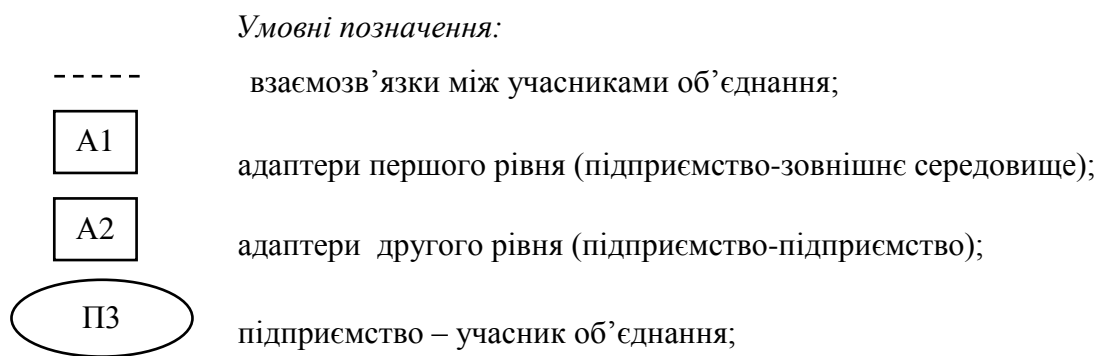 Умовні позначення:
взаємозв’язки між учасниками об’єднання;
А1
адаптери першого рівня (підприємство-зовнішнє середовище);
А2
адаптери другого рівня (підприємство-підприємство);
П3
підприємство – учасник об’єднання;